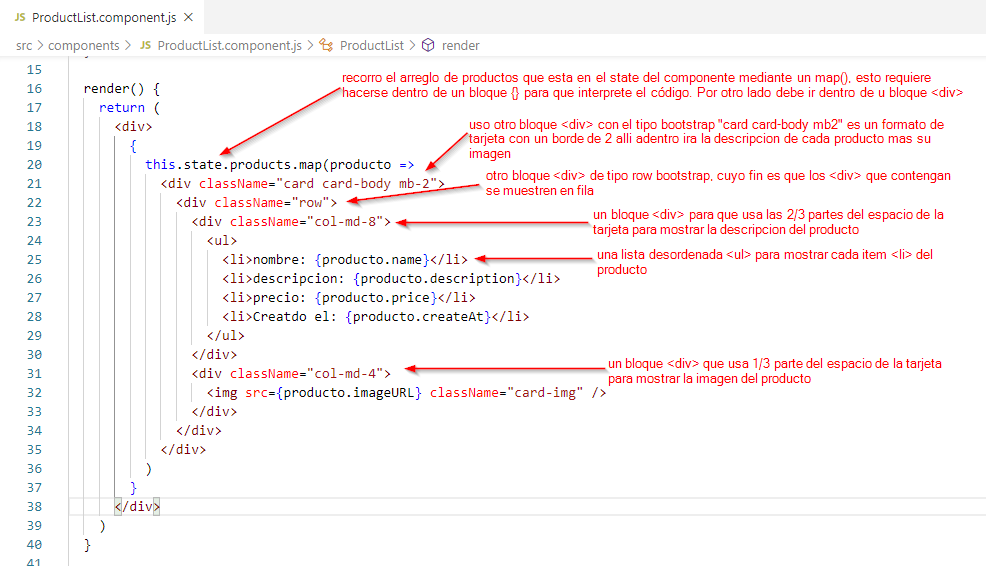 JS ProductList.component.js ×
src > components > JS ProductList.component.js > ProductList > render
15
16 render() {
recorro el arreglo de productos que esta en el state del componente mediante un map(), esto requiere
hacerse dentro de un bloque {} para que interprete el código. Por otro lado debe ir dentro de u bloque <div>
17 return (
18 <div>
uso otro bloque <div> con el tipo bootstrap "card card-body mb2" es un formato de
tarjeta con un borde de 2 alli adentro ira la descripcion de cada producto mas su
imagen
19 {
20 this.state.products.map(producto =>
21 <div className="card card-body mb-2">
otro bloque <div> de tipo row bootstrap, cuyo fin es que los <div> que contengan
se muestren en fila
22 <div className="row">
23 <div className="col-md-8">
un bloque <div> para que usa las 2/3 partes del espacio de la
tarjeta para mostrar la descripcion del producto
24 <ul>
25 <li>nombre: {producto.name}</li>
una lista desordenada <ul> para mostrar cada item <li> del
producto
26 <li>descripcion: {producto.description}</li>
27 <li>precio: {producto.price}</li>
28 <li>Creatdo el: {producto.createAt}</li>
29 </ul>
30 </div>
31 <div className="col-md-4">
un bloque <div> que usa 1/3 parte del espacio de la tarjeta
para mostrar la imagen del producto
32 <img src={producto.imageURL} className="card-img" />
33 </div>
34 </div>
35 </div>
36 )
37 }
38 </div>
39 )
40 }
41